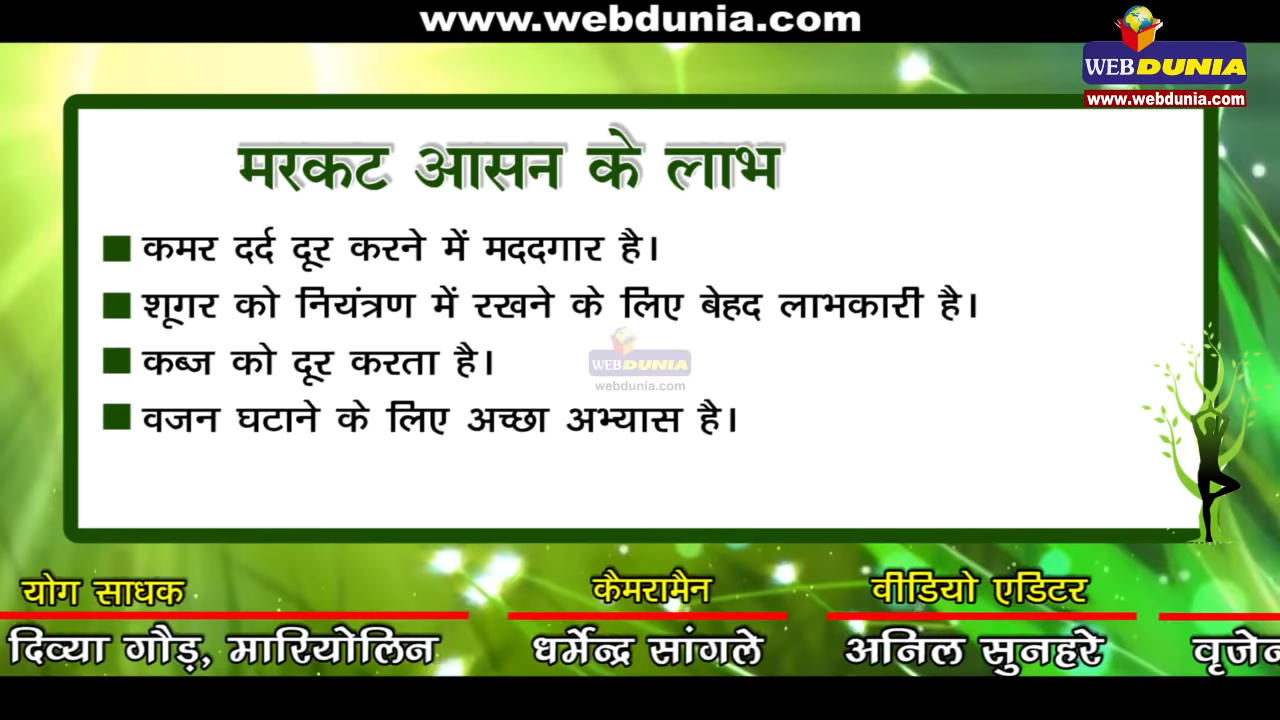 www.webdunia.com
WEBDUNIA
www.webdunia.com
मरकट आसन के लाभ
कमर दर्द दूर करने में मददगार है।
शूगर को नियंत्रण में रखने के लिए बेहद लाभकारी है।
कब्ज को दूर करता है।
WEBDUNIA
webdunia.com
वजन घटाने के लिए अच्छा अभ्यास है।
योग साधक
कैमरामैन
वीडियो एडिटर
दिव्या गौड़, मारियोलिन
धर्मेन्द्र सांगले
अनिल सुनहरे